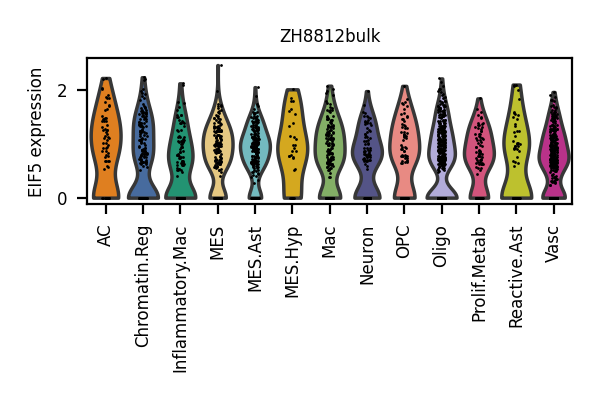 ZH8812bulk
EIF5 expression
2
0
AC
Chromatin.Reg
Inflammatory.Mac
MES
MES.Ast
MES.Hyp
Mac
Neuron
OPC
Oligo
Prolif.Metab
Reactive.Ast
Vasc